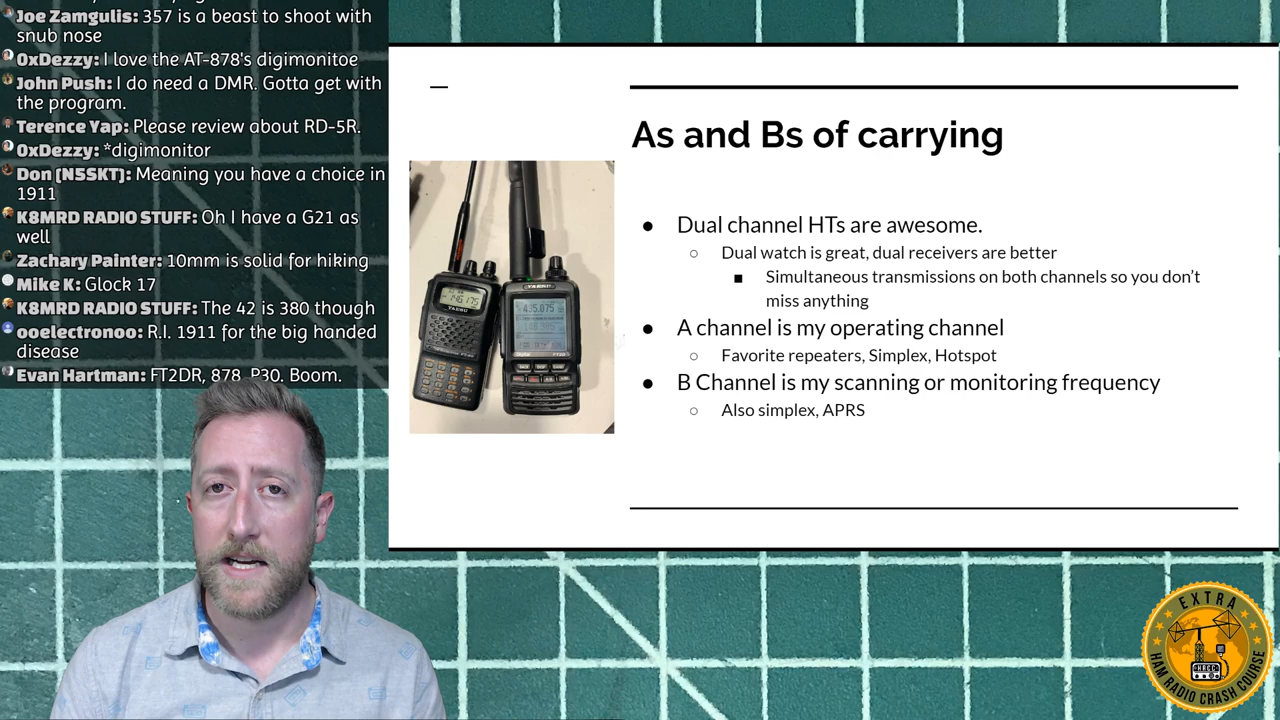 Joe Zamgulis: 357 is a beast to shoot with
snub nose
0xDezzy: I love the AT-878's digimonitoe
John Push: I do need a DMR. Gotta get with
the program.
Terence Yap: Please review about RD-5R.
0xDezzy: *digimonitor
Don (N5SKT): Meaning you have a choice in
1911
K8MRD RADIO STUFF: Oh I have a G21 as
well
Zachary Painter: 10mm is solid for hiking
Mike K: Glock 17
K8MRD RADIO STUFF: The 42 is 380 though
ooelectronoo: R.I. 1911 for the big handed
disease
Evan Hartman: FT2DR, 878, P30, Boom.
As and Bs of carrying
Dual channel HTs are awesome.
Dual watch is great, dual receivers are better
Simultaneous transmissions on both channels so you don't
miss anything
A channel is my operating channel
Favorite repeaters, Simplex, Hotspot
B Channel is my scanning or monitoring frequency
Also simplex, APRS
YAESU
YAESU
435.075
EXTRA
HRCC
HAM RADIO CRASH COURSE